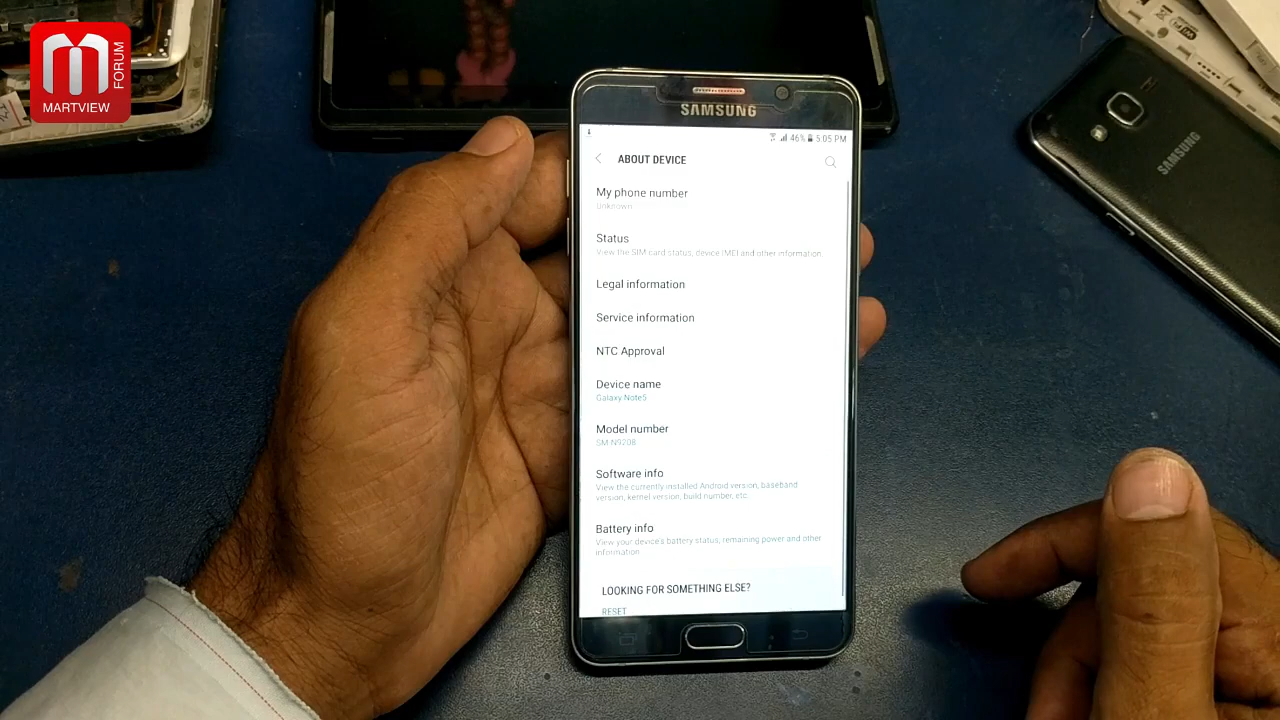 FORUM
MARTVIEW
SAMSUNG
46% 5:05 PM
ABOUT DEVICE
My phone number
Unknown
Status
View the SIM card status, device IMEI and other information.
Legal information
Service information
NTC Approval
Device name
Galaxy Note5
Model number
SM-N9208
Software info
View the currently installed Android version, baseband
version, kernel version, build number, etc.
Battery info
View your device's battery status, remaining power and other
information.
LOOKING FOR SOMETHING ELSE?
RESET
SAMSUNG